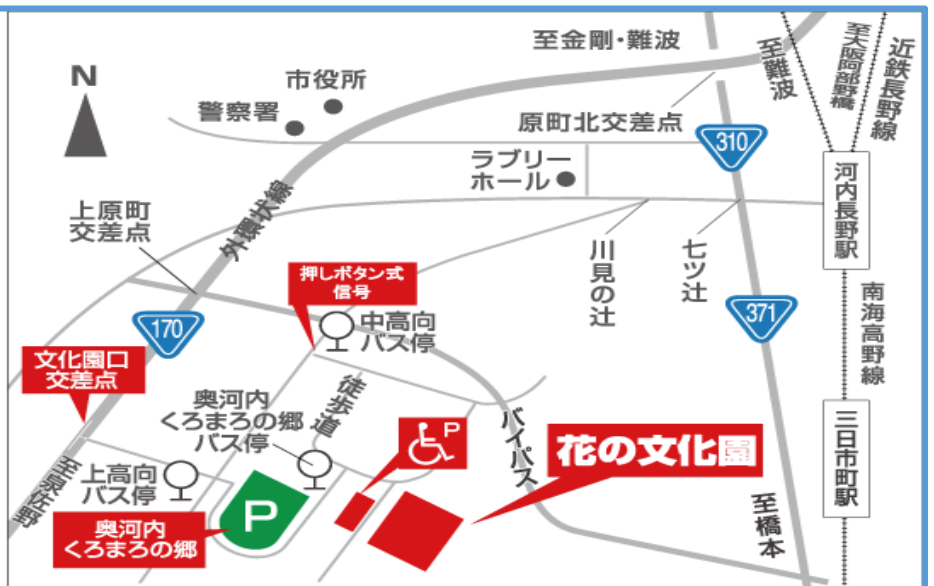 至金剛・難波
至難波
至大阪阿部野橋
近鉄長野線
N
市役所
警察署
原町北交差点
310
ラブリー
ホール
河内長野駅
上原町
交差点
外環状線
川見の辻
七ツ辻
押しボタン式
信号
371
南海高野線
170
中高向
バス停
文化園口
交差点
奥河内
くろまろの郷
バス停
徒歩道
P
バイパス
花の文化園
三日市町駅
至泉佐野
上高向
バス停
P
奥河内
くろまろの郷
至橋本